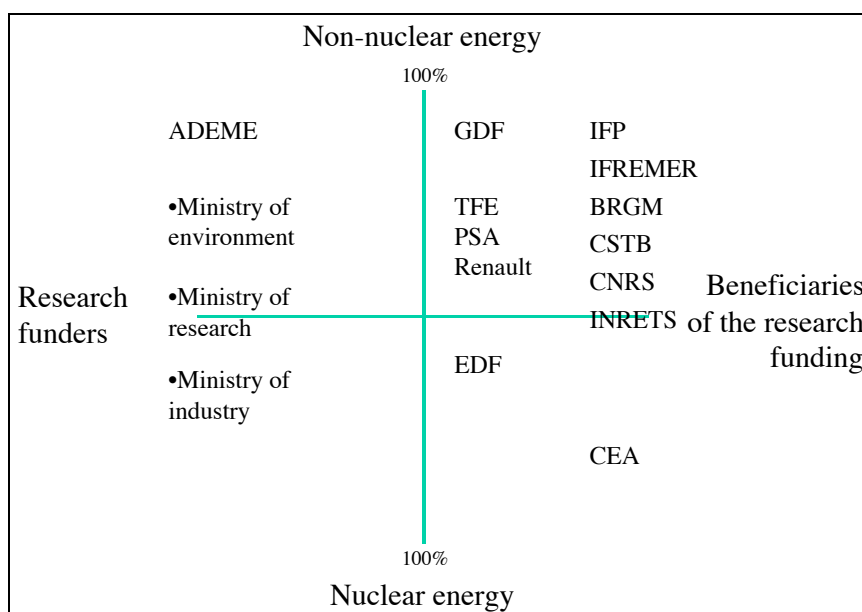 Non-nuclear energy
100%
ADEME
GDF
IFP
IFREMER
•Ministry of
environment
TFE
PSA
Renault
BRGM
CSTB
CNRS
INRETS
Research
funders
•Ministry of
research
Beneficiaries
of the research
funding
•Ministry of
industry
EDF
CEA
100%
Nuclear energy